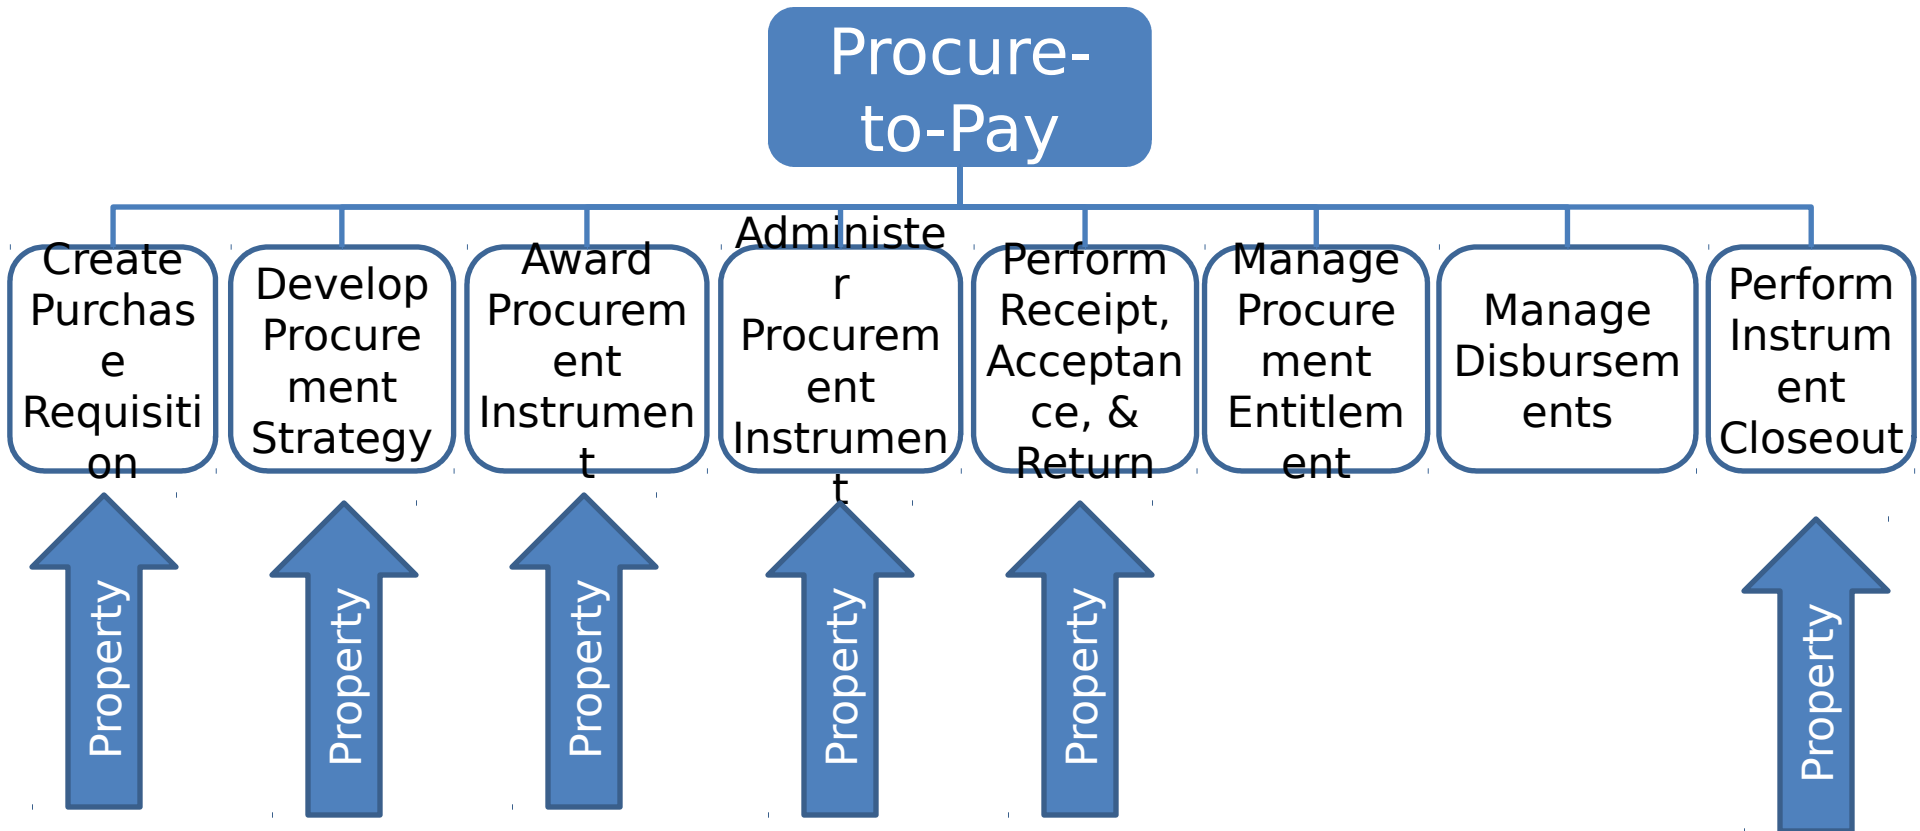 Procure-
to-Pay
Create
Purchas
e
Requisiti
on
Develop
Procure
ment
Strategy
Award
Procurem
ent
Instrumen
t
Administe
r
Procurem
ent
Instrumen
t
Perform
Receipt,
Acceptan
ce, &
Return
Manage
Procure
ment
Entitlem
ent
Manage
Disbursem
ents
Perform
Instrum
ent
Closeout
Property
Property
Property
Property
Property
Property